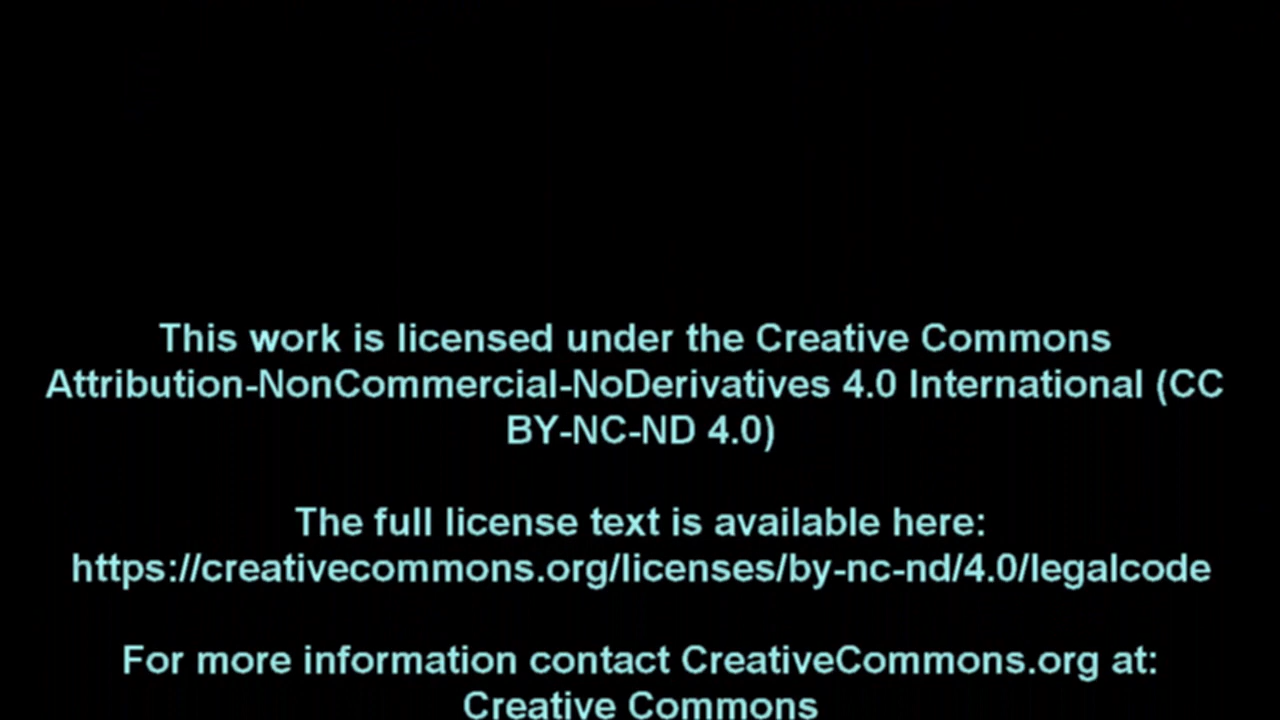 This work is licensed under the Creative Commons
Attribution-NonCommercial-NoDerivatives 4.0 International (CC
BY-NC-ND 4.0)
The full license text is available here:
https://creativecommons.org/licenses/by-nc-nd/4.0/legalcode
For more information contact CreativeCommons.org at:
Creative Commons